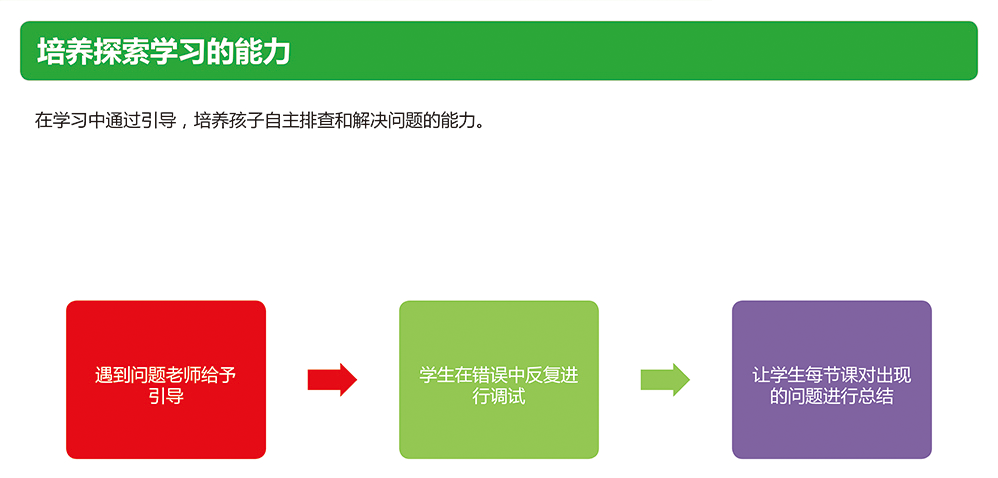 培养探索学习的能力
在学习中通过引导，培养孩子自主排查和解决问题的能力。
遇到问题老师给予
引导
学生在错误中反复进
行调试
让学生每节课对出现
的问题进行总结